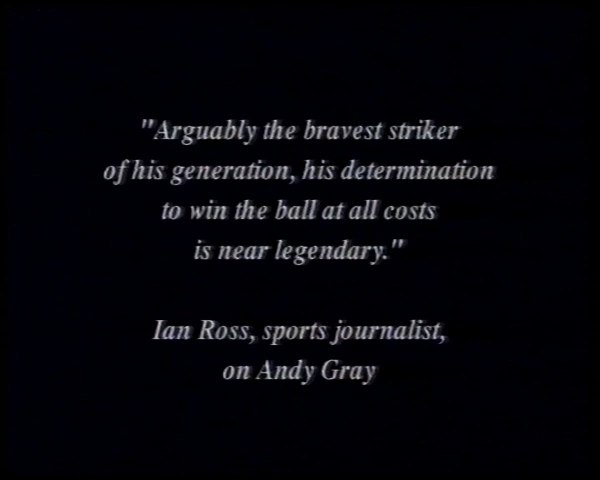 "Arguably the bravest striker
of his generation, his determination
to win the ball at all costs
is near legendary."
Ian Ross, sports journalist,
on Andy Gray